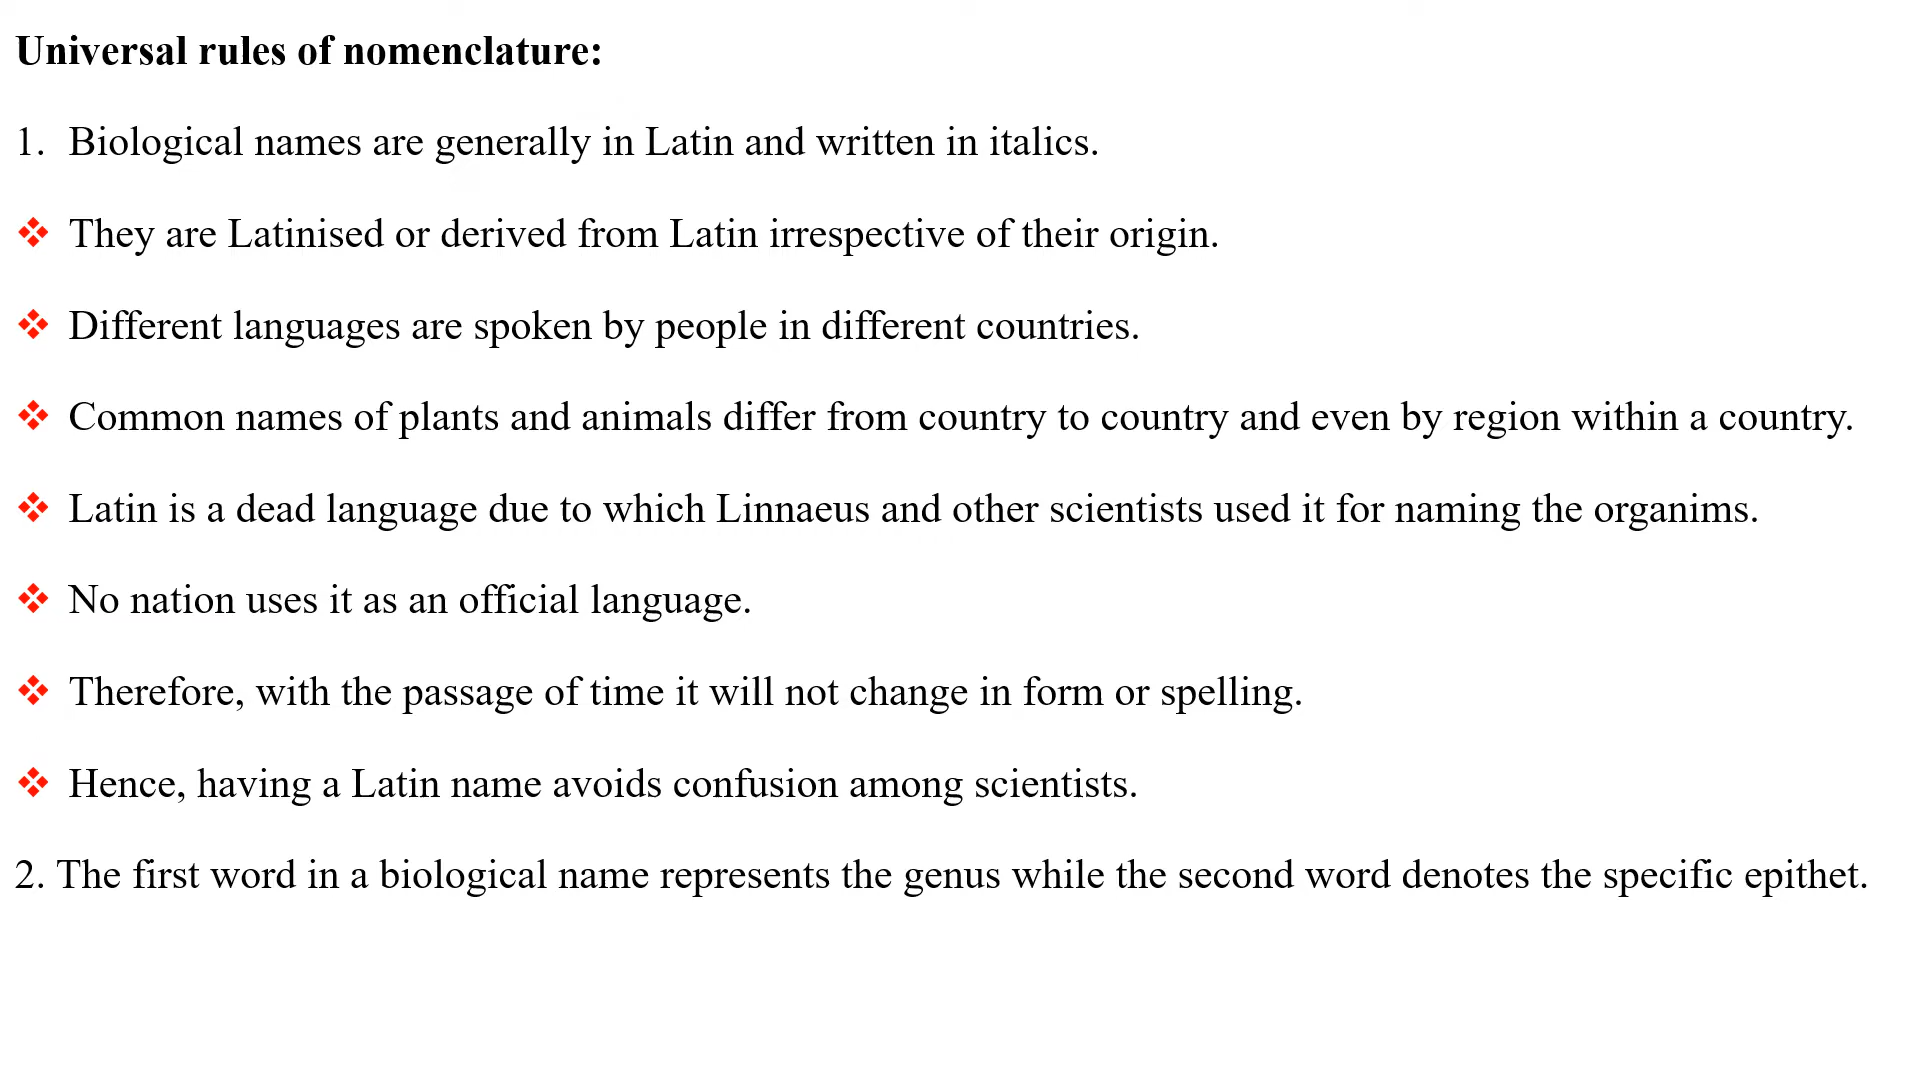 Universal rules of nomenclature:
1. Biological names are generally in Latin and written in italics.
❖ They are Latinised or derived from Latin irrespective of their origin.
❖ Different languages are spoken by people in different countries.
❖ Common names of plants and animals differ from country to country and even by region within a country.
❖ Latin is a dead language due to which Linnaeus and other scientists used it for naming the organims.
❖ No nation uses it as an official language.
❖ Therefore, with the passage of time it will not change in form or spelling.
❖ Hence, having a Latin name avoids confusion among scientists.
2. The first word in a biological name represents the genus while the second word denotes the specific epithet.